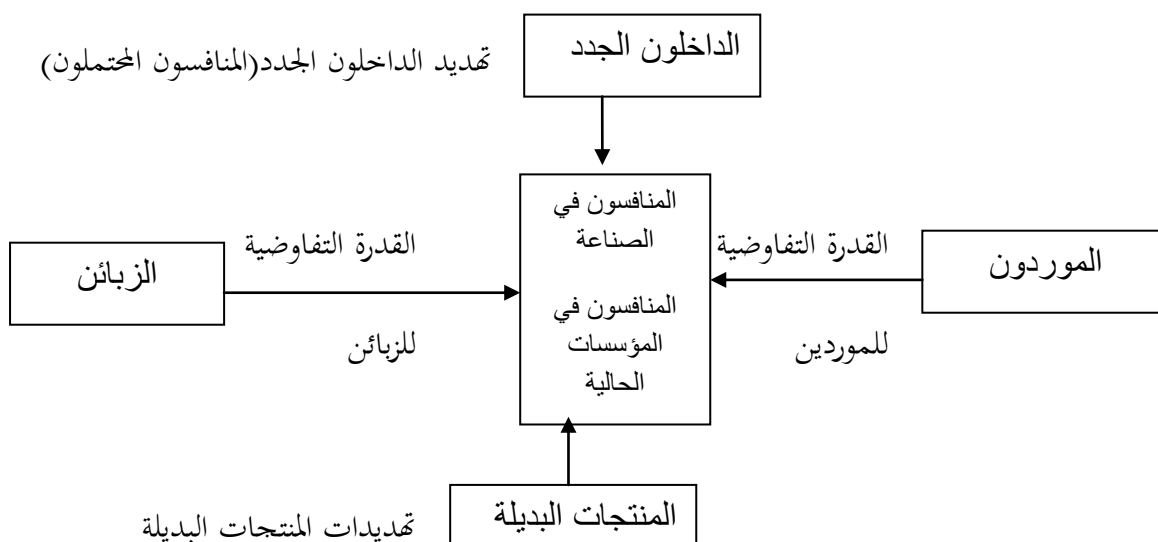 الداخلون الجدد
تهديد الداخلون الجدد(المنافسون المحتملون)
المنافسون في
الصناعة
المنافسون في
المؤسسات
الحالية
القدرة التفاوضية
للموردين
الموردون
القدرة التفاوضية
للزبائن
الزبائن
المنتجات البديلة
تهديدات المنتجات البديلة